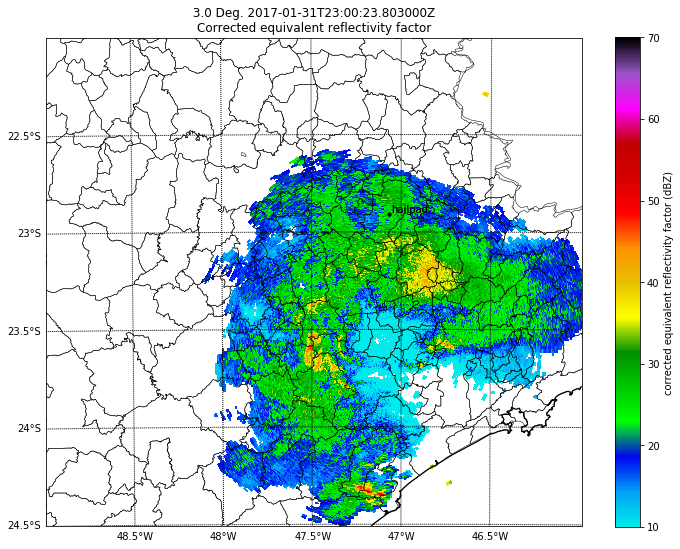 3.0 Deg. 2017-01-31T23:00:23.803000Z
Corrected equivalent reflectivity factor
22.5°S
23°S
23.5°S
24°S
24.5°S
48.5°W
48°W
47.5°W
47°W
46.5°W
70
60
50
40
30
20
10
corrected equivalent reflectivity factor (dBZ)